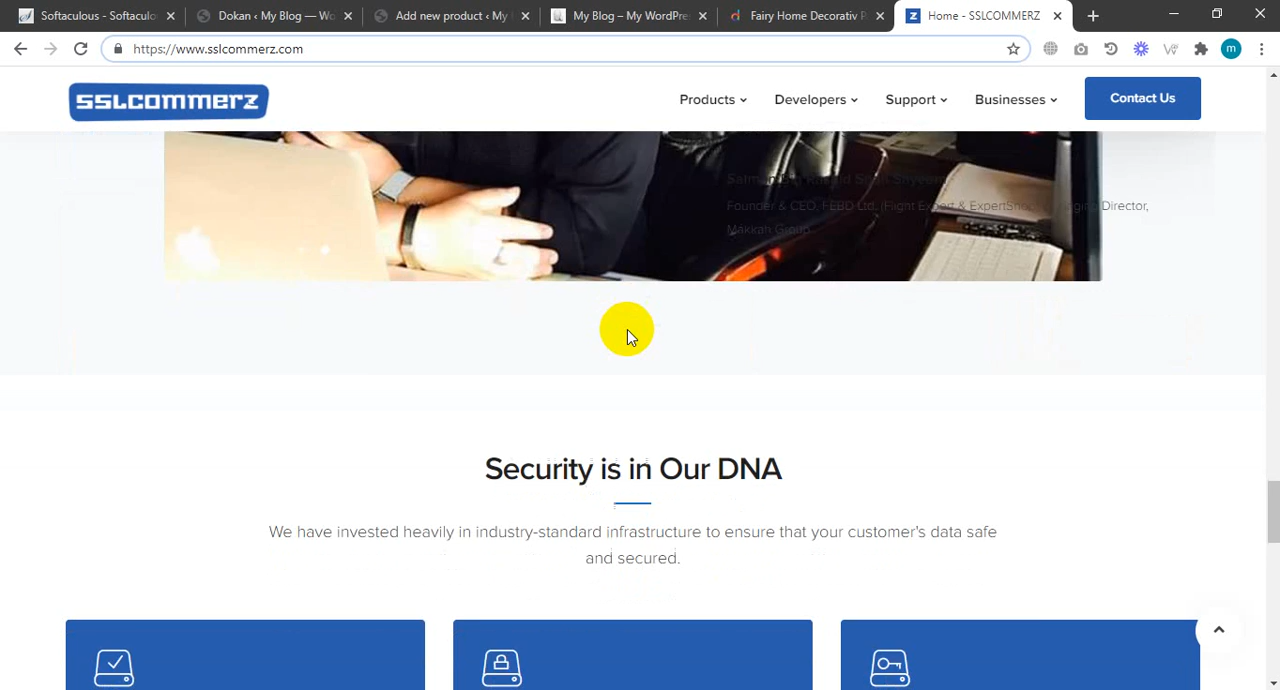 Softaculous - Softaculo
Dokan ‹ My Blog — Wo
Add new product ‹ My
My Blog – My WordPre
Fairy Home Decorativ P
Home - SSLCOMMERZ
https://www.sslcommerz.com
m
SSLCOMMERZ
Products
Developers
Support
Businesses
Contact Us
Founder & CEO, FEBD Ltd. (Flight Expert &
Director,
Makirah Group
Security is in Our DNA
We have invested heavily in industry-standard infrastructure to ensure that your customer's data safe
and secured.